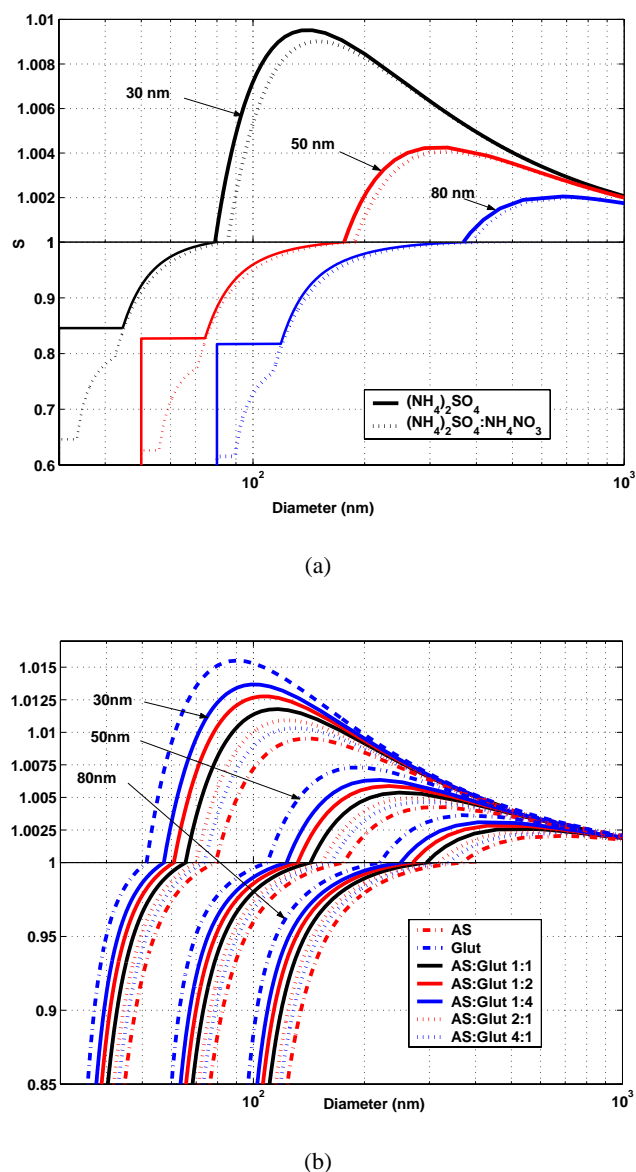 1.01
1.008
1.006
1.004
1.002
1
0.9
0.8
0.7
0.6
S
30 nm
50 nm
80 nm
(NH4)2SO4
(NH4)2SO4:NH4NO3
10^2
10^3
Diameter (nm)
(a)
1.015
1.0125
1.01
1.0075
1.005
1.0025
1
0.95
0.9
0.85
30nm
50nm
80nm
AS
Glut
AS:Glut 1:1
AS:Glut 1:2
AS:Glut 1:4
AS:Glut 2:1
AS:Glut 4:1
10^2
10^3
Diameter (nm)
(b)